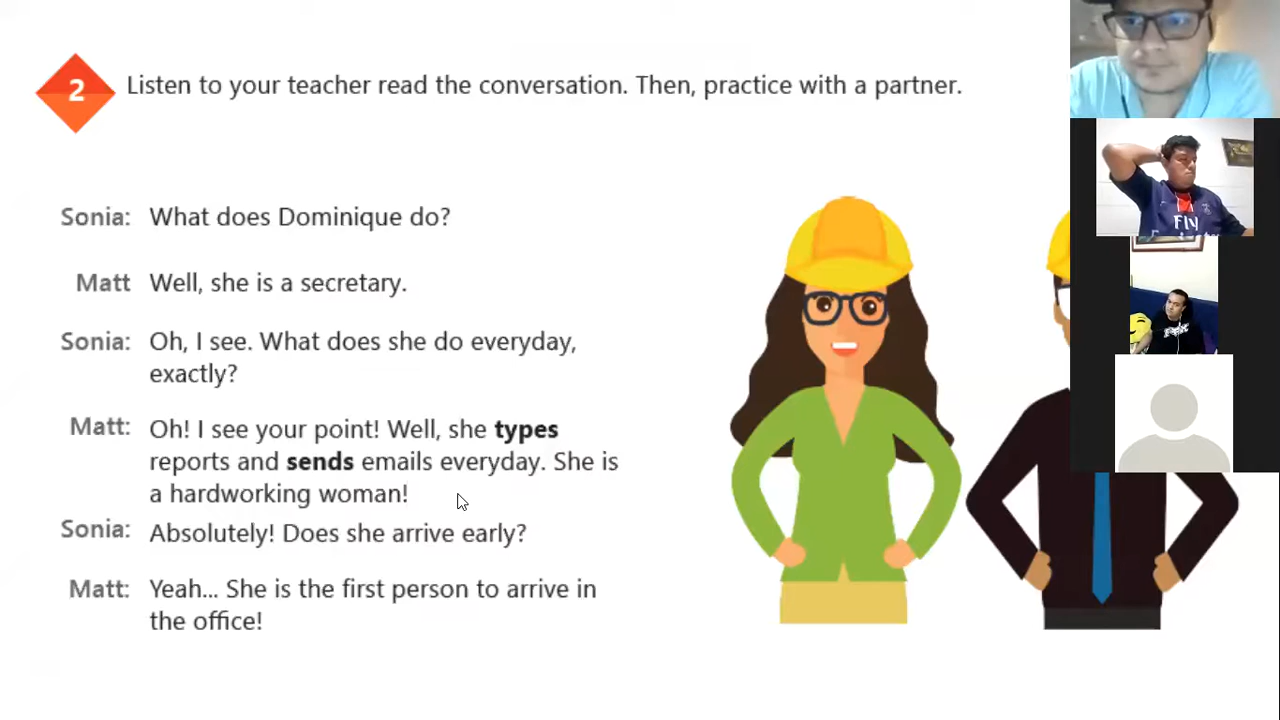 2
Listen to your teacher read the conversation. Then, practice with a partner.
Sonia: What does Dominique do?
Matt Well, she is a secretary.
Sonia: Oh, I see. What does she do everyday,
exactly?
Matt: Oh! I see your point! Well, she types
reports and sends emails everyday. She is
a hardworking woman!
Sonia: Absolutely! Does she arrive early?
Matt: Yeah... She is the first person to arrive in
the office!
Fly